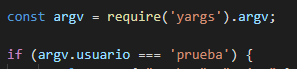 const argv = require('yargs').argv;
if (argv.usuario === 'prueba') {